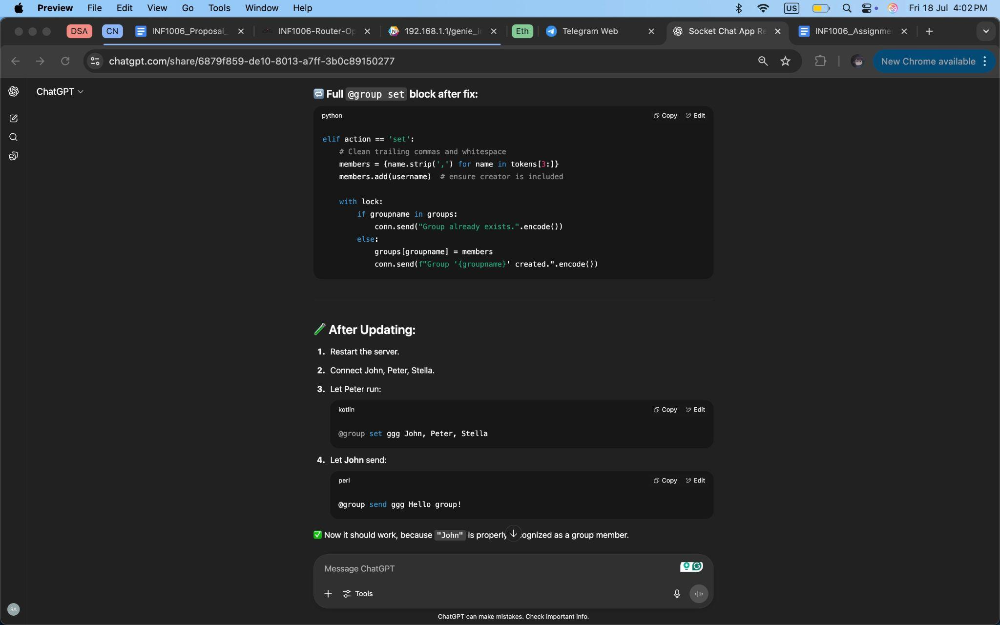 Preview File Edit View Go Tools Window Help US Fri 18 Jul 4:02 PM
DSA CN INF1006_Proposal_ INF1006-Router-Op 192.168.1.1/genie_i Eth Telegram Web Socket Chat App Re INF1006_Assignme
chatgpt.com/share/6879f859-de10-8013-a7ff-3b0c89150277 New Chrome available
ChatGPT
Full @group set block after fix:
python Copy Edit
elif action == 'set':
# Clean trailing commas and whitespace
members = {name.strip(',') for name in tokens[3:]}
members.add(username) # ensure creator is included
with lock:
if groupname in groups:
conn.send("Group already exists.".encode())
else:
groups[groupname] = members
conn.send(f"Group '{groupname}' created.".encode())
After Updating:
1. Restart the server.
2. Connect John, Peter, Stella.
3. Let Peter run:
kotlin Copy Edit
@group set ggg John, Peter, Stella
4. Let John send:
perl Copy Edit
@group send ggg Hello group!
Now it should work, because "John" is properly ognized as a group member.
Message ChatGPT
Tools
RA
ChatGPT can make mistakes. Check important info.